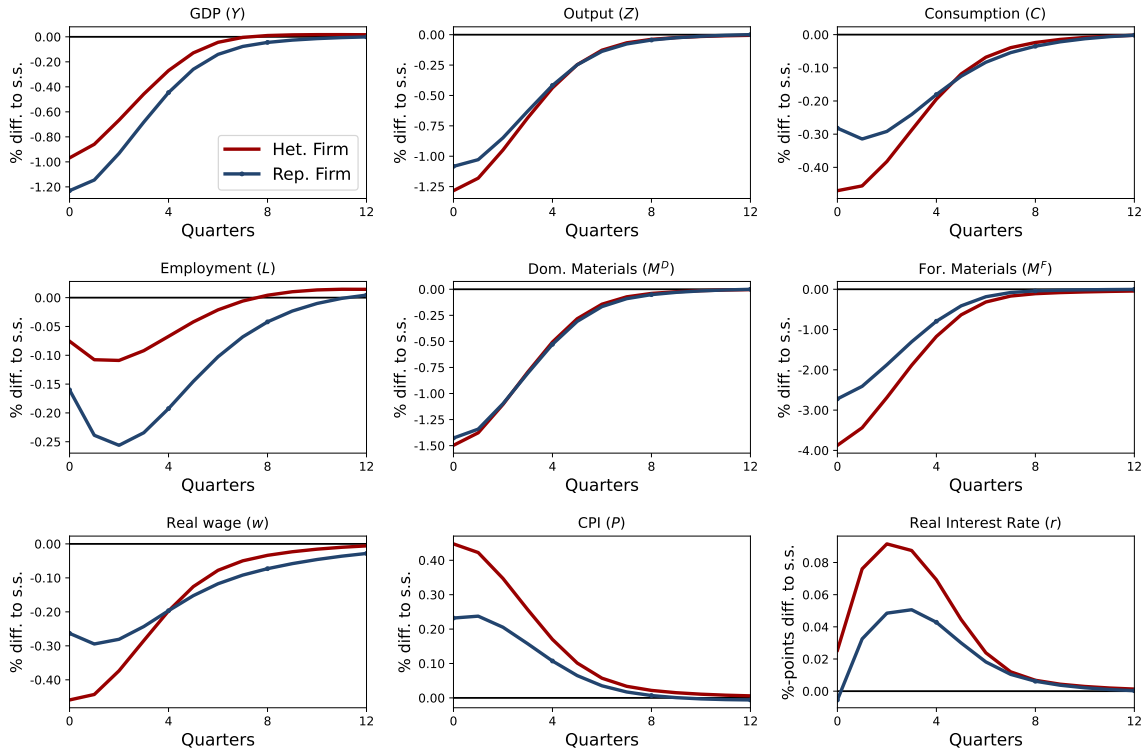 GDP (Y)
% diff. to s.s.
0.00
-0.20
-0.40
-0.60
-0.80
-1.00
-1.20
Het. Firm
Rep. Firm
0 4 8 12
Quarters
Output (Z)
% diff. to s.s.
0.00
-0.25
-0.50
-0.75
-1.00
-1.25
0 4 8 12
Quarters
Consumption (C)
% diff. to s.s.
0.00
-0.10
-0.20
-0.30
-0.40
0 4 8 12
Quarters
Employment (L)
% diff. to s.s.
0.00
-0.05
-0.10
-0.15
-0.20
-0.25
0 4 8 12
Quarters
Dom. Materials (M^D)
% diff. to s.s.
0.00
-0.25
-0.50
-0.75
-1.00
-1.25
-1.50
0 4 8 12
Quarters
For. Materials (M^F)
% diff. to s.s.
0.00
-1.00
-2.00
-3.00
-4.00
0 4 8 12
Quarters
Real wage (w)
% diff. to s.s.
0.00
-0.10
-0.20
-0.30
-0.40
0 4 8 12
Quarters
CPI (P)
% diff. to s.s.
0.40
0.30
0.20
0.10
0.00
0 4 8 12
Quarters
Real Interest Rate (r)
%-points diff. to s.s.
0.08
0.06
0.04
0.02
0.00
0 4 8 12
Quarters